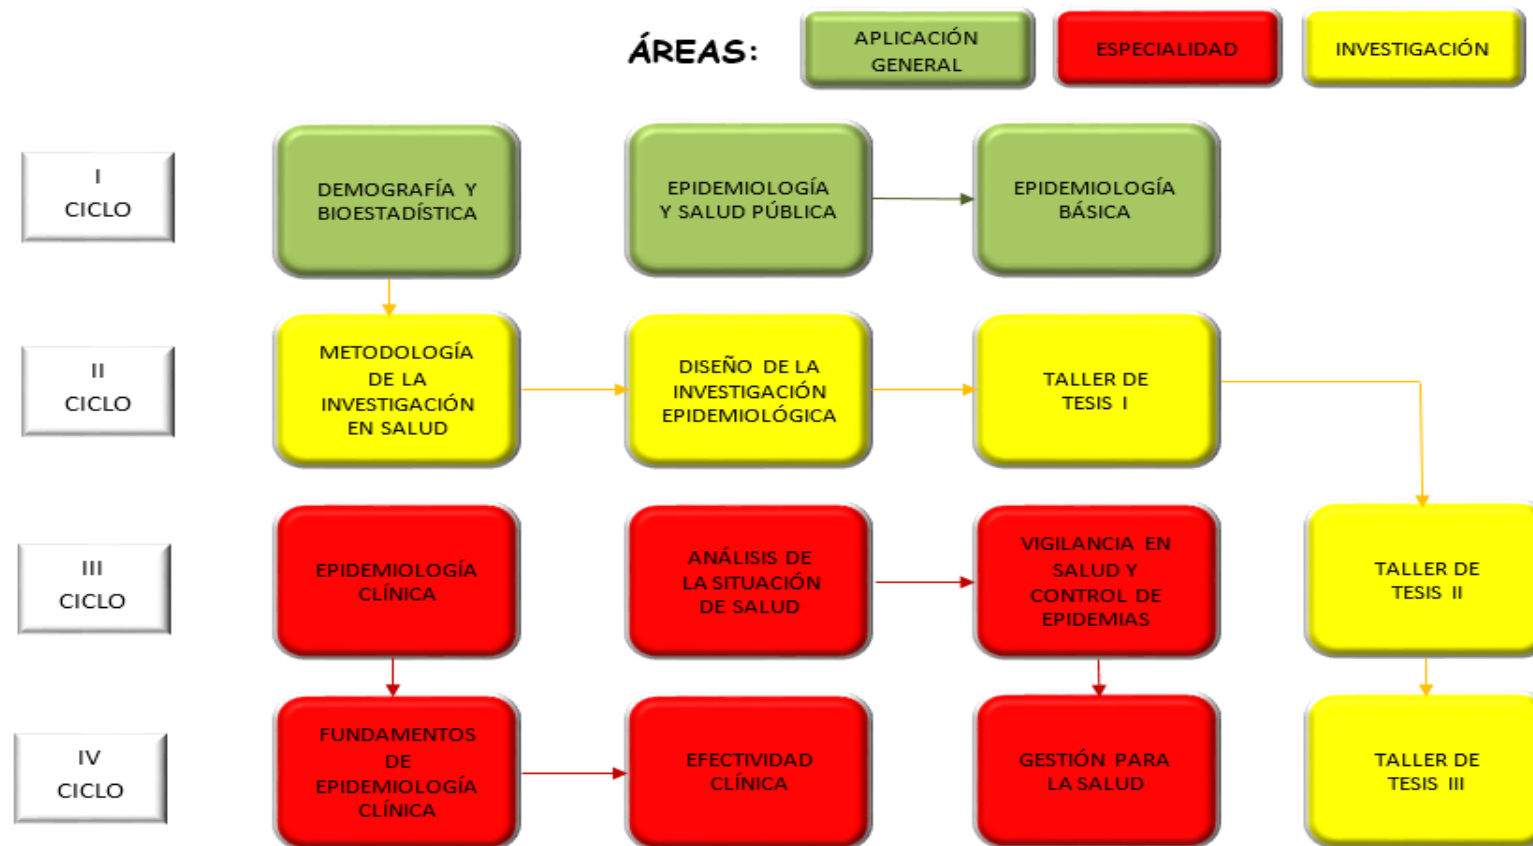 ÁREAS:
APLICACIÓN
GENERAL
ESPECIALIDAD
INVESTIGACIÓN
I
CICLO
DEMOGRAFÍA Y
BIOESTADÍSTICA
EPIDEMIOLOGÍA
Y SALUD PÚBLICA
EPIDEMIOLOGÍA
BÁSICA
II
CICLO
METODOLOGÍA
DE LA
INVESTIGACIÓN
EN SALUD
DISEÑO DE LA
INVESTIGACIÓN
EPIDEMIOLÓGICA
TALLER DE
TESIS I
III
CICLO
EPIDEMIOLOGÍA
CLÍNICA
ANÁLISIS DE
LA SITUACIÓN
DE SALUD
VIGILANCIA EN
SALUD Y
CONTROL DE
EPIDEMIAS
TALLER DE
TESIS II
IV
CICLO
FUNDAMENTOS
DE
EPIDEMIOLOGÍA
CLÍNICA
EFECTIVIDAD
CLÍNICA
GESTIÓN PARA
LA SALUD
TALLER DE
TESIS III